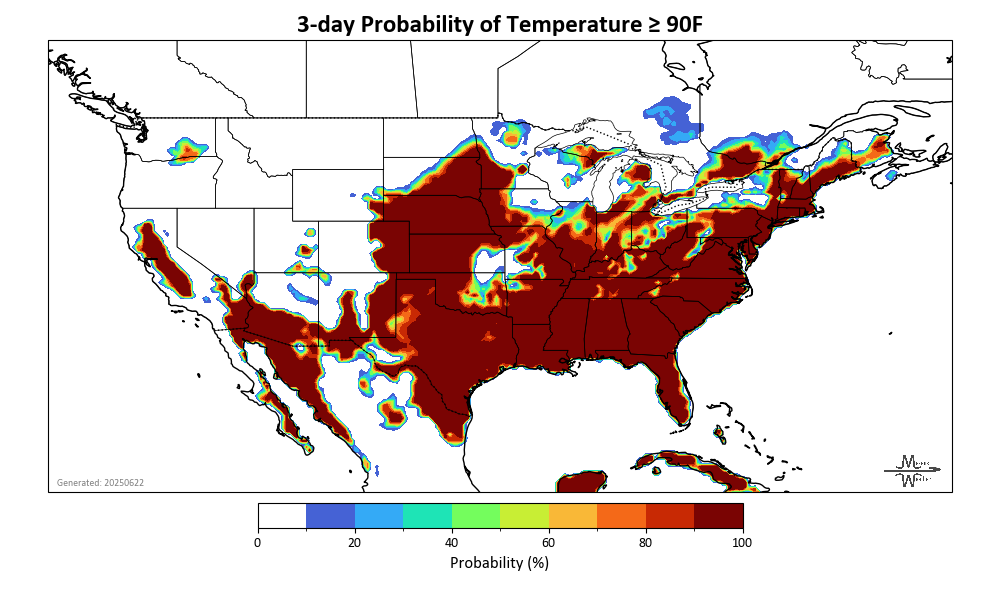 3-day Probability of Temperature ≥ 90F
Generated: 20250622
0 20 40 60 80 100
Probability (%)